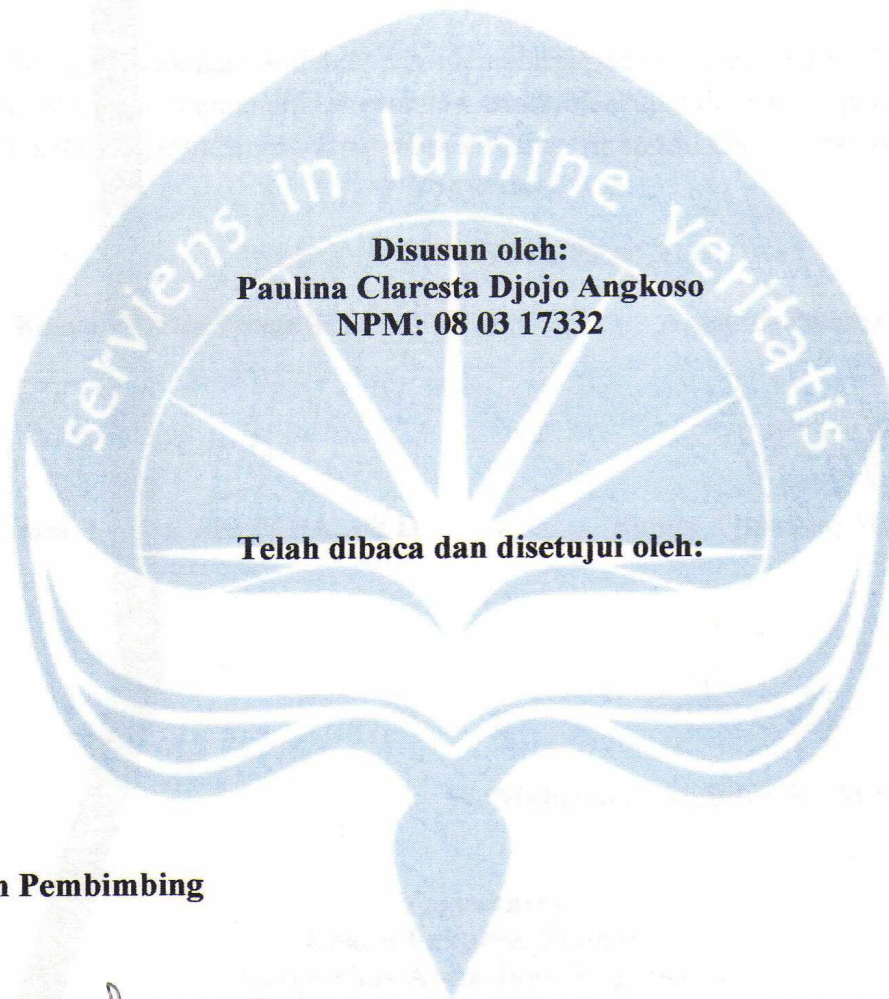 serviens in lumine veritatis
Disusun oleh:
Paulina Claresta Djojo Angkoso
NPM: 08 03 17332
Telah dibaca dan disetujui oleh:
Pembimbing